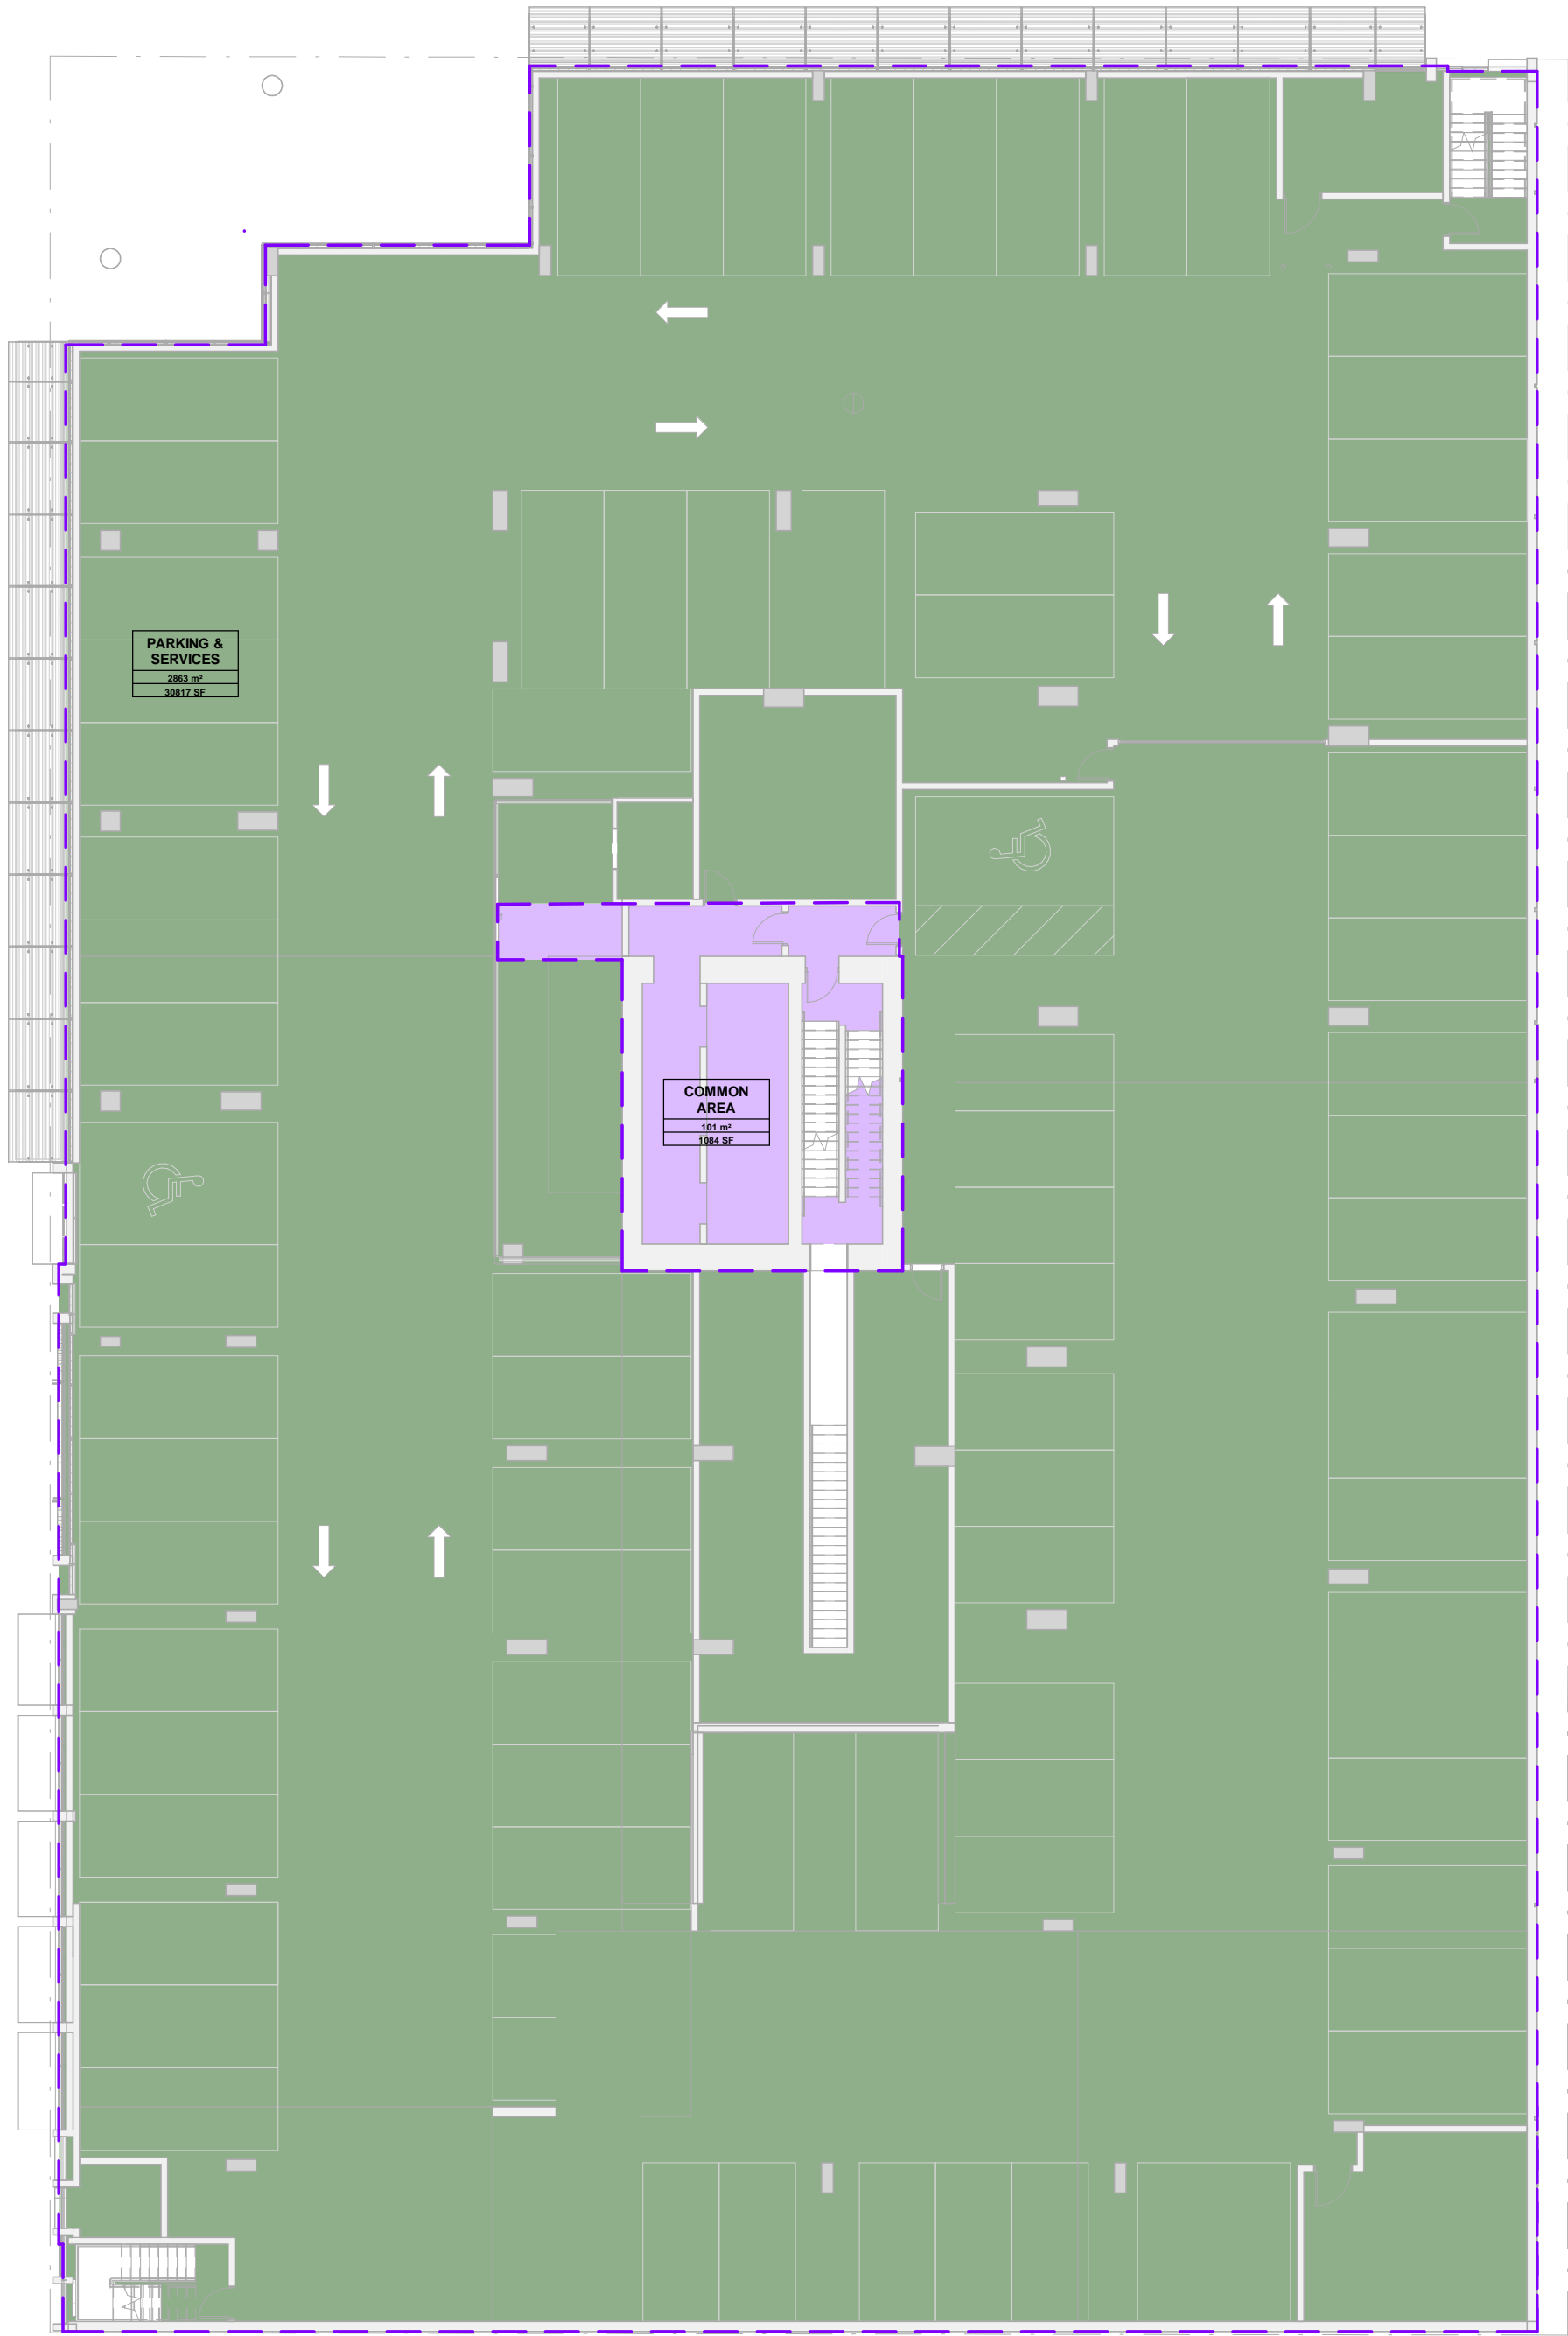 PARKING &
SERVICES
2863 m²
30817 SF
COMMON
AREA
101 m²
1084 SF